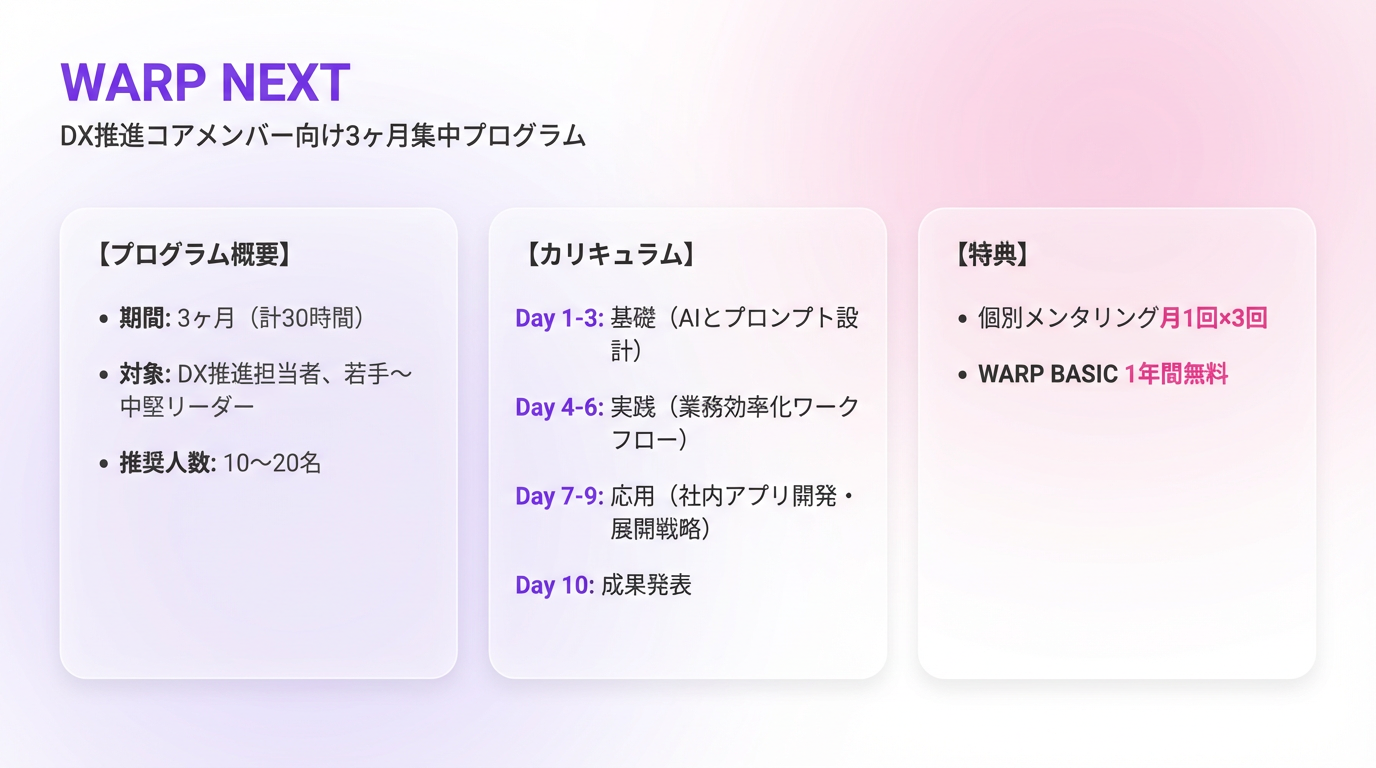 WARP NEXT
DX推進コアメンバー向け3ヶ月集中プログラム
【プログラム概要】
• 期間: 3ヶ月（計30時間）
• 対象: DX推進担当者、若手〜
中堅リーダー
• 推奨人数: 10〜20名
【カリキュラム】
Day 1-3: 基礎（AIとプロンプト設
計）
Day 4-6: 実践（業務効率化ワーク
フロー）
Day 7-9: 応用（社内アプリ開発・
展開戦略）
Day 10: 成果発表
【特典】
• 個別メンタリング月1回×3回
• WARP BASIC 1年間無料